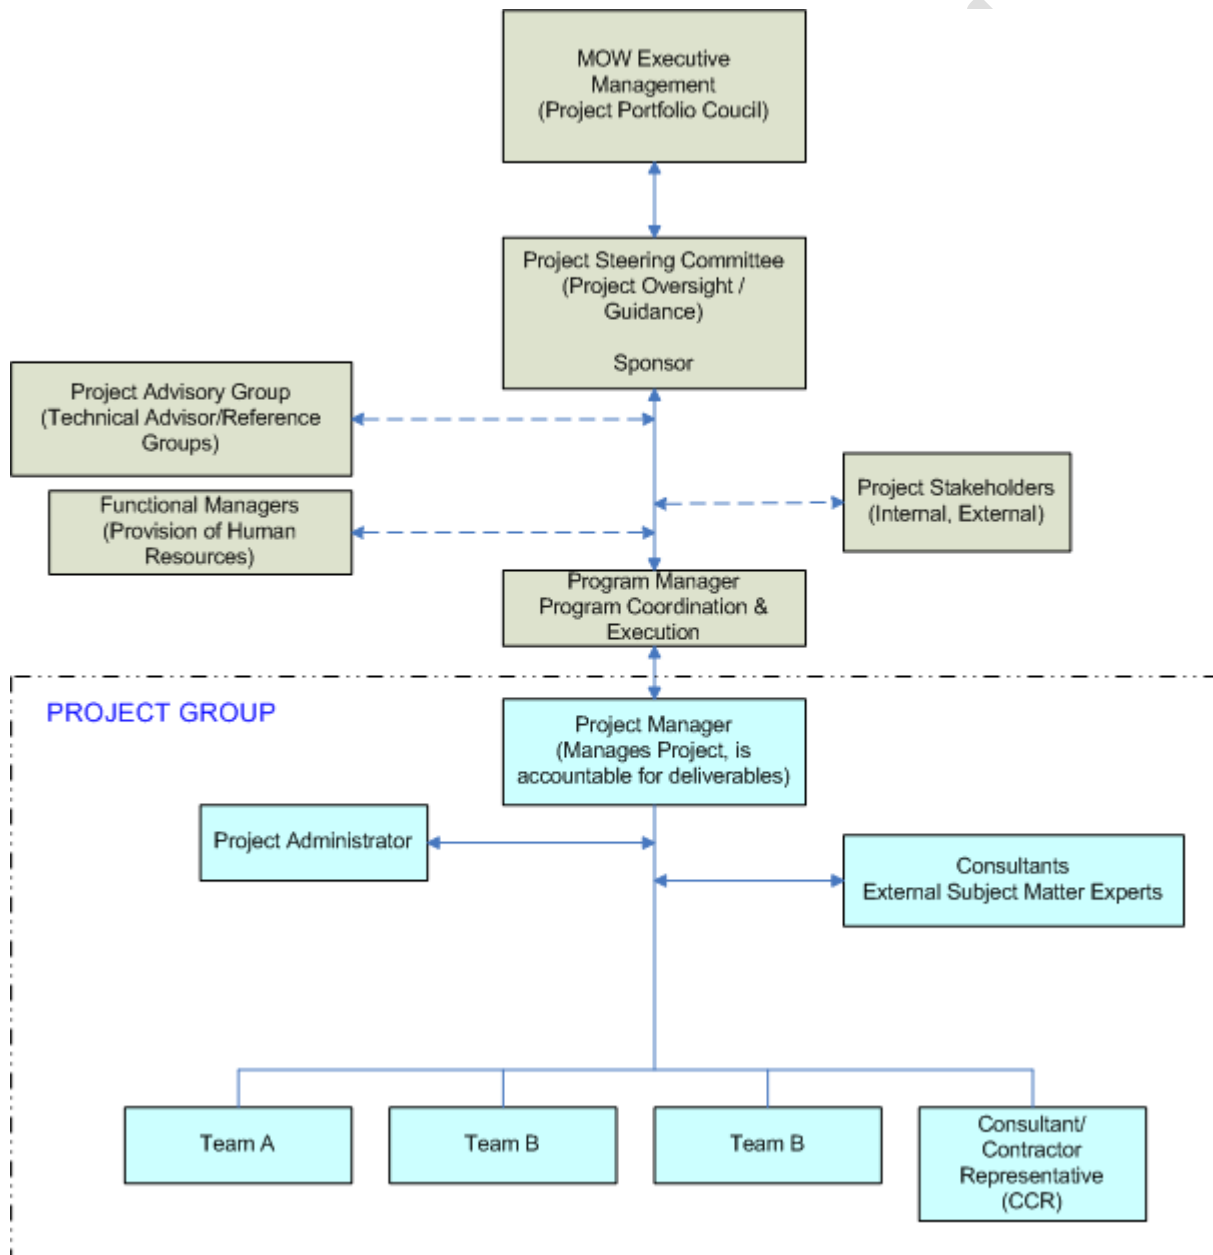 MOW Executive
Management
(Project Portfolio Coucil)
Project Steering Committee
(Project Oversight /
Guidance)
Sponsor
Project Advisory Group
(Technical Advisor/Reference
Groups)
Project Stakeholders
(Internal, External)
Functional Managers
(Provision of Human
Resources)
Program Manager
Program Coordination &
Execution
PROJECT GROUP
Project Manager
(Manages Project, is
accountable for deliverables)
Project Administrator
Consultants
External Subject Matter Experts
Team A
Team B
Team B
Consultant/
Contractor
Representative
(CCR)